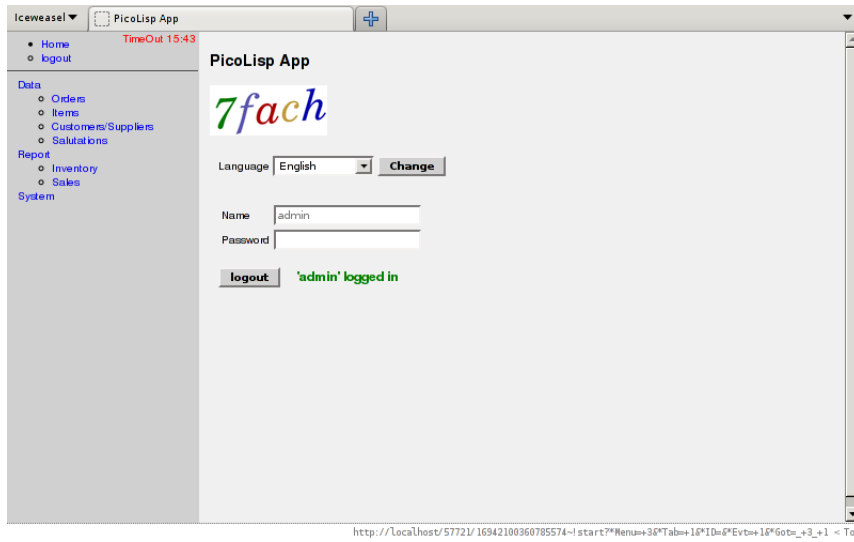 Iceweasel
PicoLisp App
Home
TimeOut 15:43
logout
Data
Orders
Items
Customers/Suppliers
Salutations
Report
Inventory
Sales
System
PicoLisp App
7fach
Language English Change
Name admin
Password
logout 'admin' logged in
http://localhost/57721/16942100360785574~!start?*Menu=+3&*Tab=+1&*ID=&*Evt=+1&*Got=_+3_+1 < To